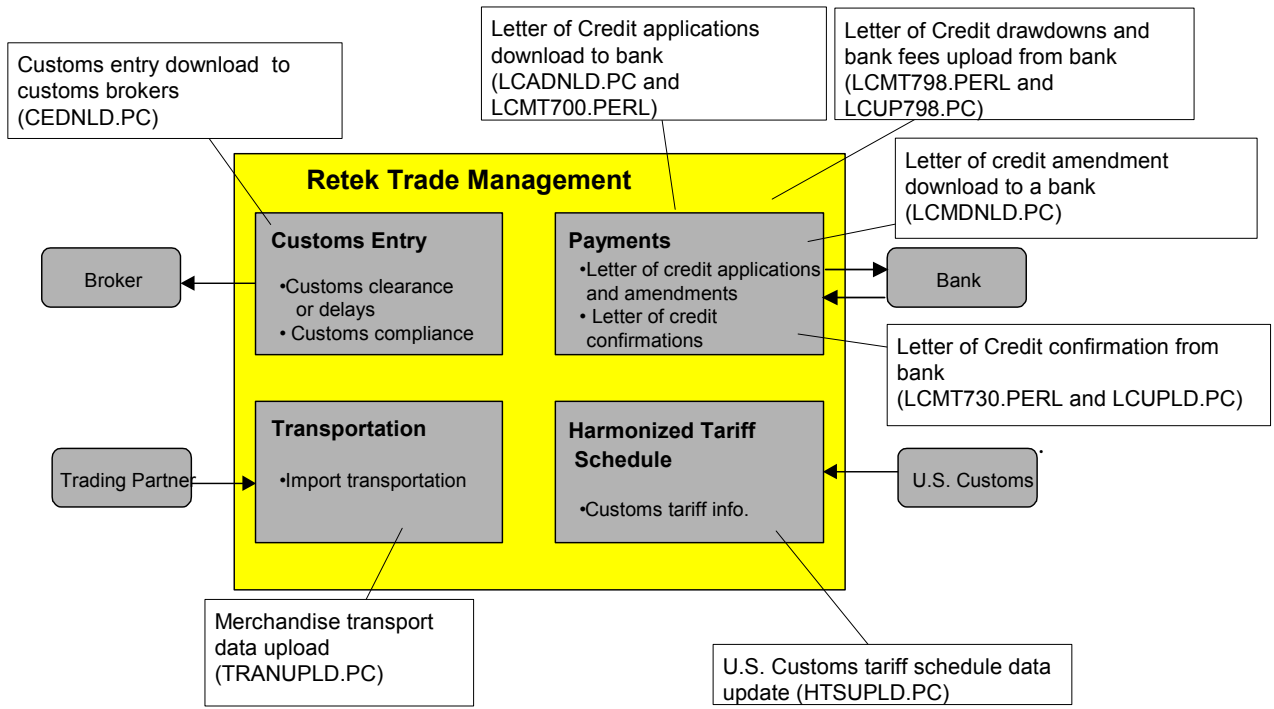 Customs entry download to
customs brokers
(CEDNLD.PC)
Letter of Credit applications
download to bank
(LCADNLD.PC and
LCMT700.PERL)
Letter of Credit drawdowns and
bank fees upload from bank
(LCMT798.PERL and
LCUP798.PC)
Letter of credit amendment
download to a bank
(LCMDNLD.PC)
Retek Trade Management
Customs Entry
•Customs clearance
or delays
• Customs compliance
Payments
•Letter of credit applications
and amendments
• Letter of credit
confirmations
Broker
Bank
Letter of Credit confirmation from
bank
(LCMT730.PERL and LCUPLD.PC)
Transportation
•Import transportation
Harmonized Tariff
Schedule
•Customs tariff info.
Trading Partner
U.S. Customs
.
Merchandise transport
data upload
(TRANUPLD.PC)
U.S. Customs tariff schedule data
update (HTSUPLD.PC)